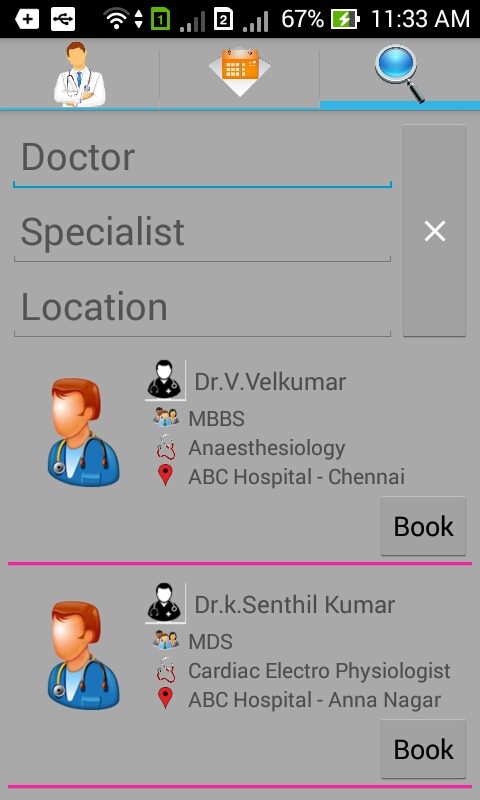 1
2
67%
11:33 AM
Doctor
Specialist
Location
Dr.V.Velkumar
MBBS
Anaesthesiology
ABC Hospital - Chennai
Book
Dr.k.Senthil Kumar
MDS
Cardiac Electro Physiologist
ABC Hospital - Anna Nagar
Book